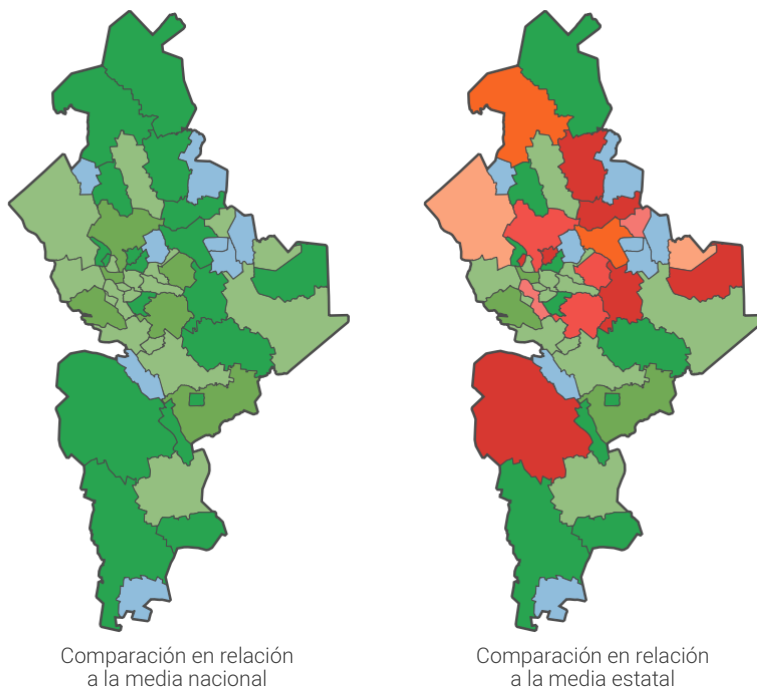 Comparación en relación
a la media nacional
Comparación en relación
a la media estatal